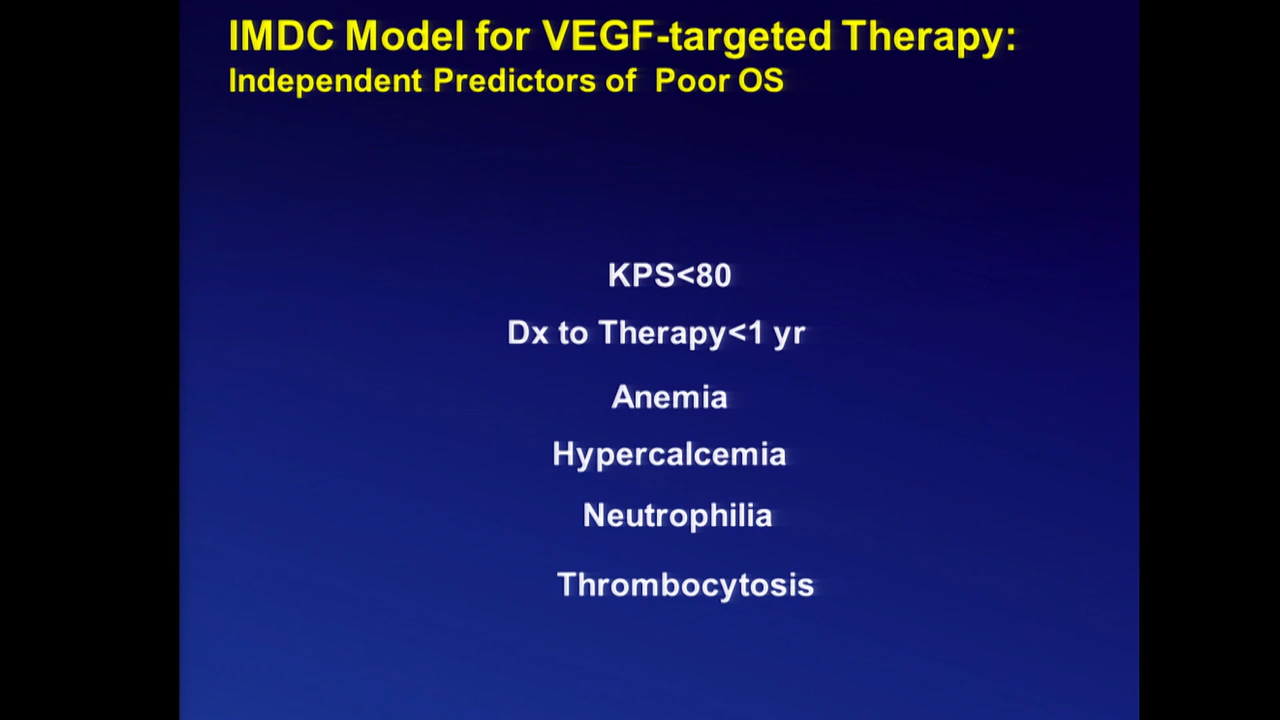 IMDC Model for VEGF-targeted Therapy:
Independent Predictors of Poor OS
KPS<80
Dx to Therapy<1 yr
Anemia
Hypercalcemia
Neutrophilia
Thrombocytosis